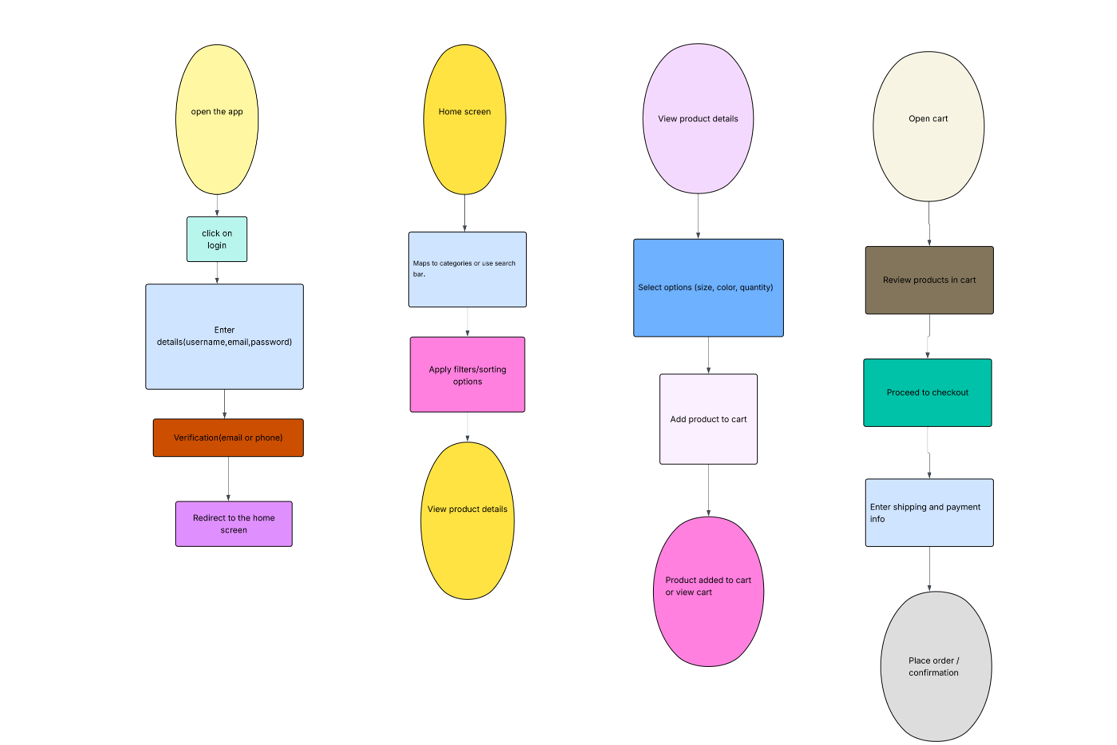 open the app
click on
login
Enter
details(username,email,password)
Verification(email or phone)
Redirect to the home
screen
Home screen
Maps to categories or use search
bar.
Apply filters/sorting
options
View product details
View product details
Select options (size, color, quantity)
Add product to cart
Product added to cart
or view cart
Open cart
Review products in cart
Proceed to checkout
Enter shipping and payment
info
Place order /
confirmation